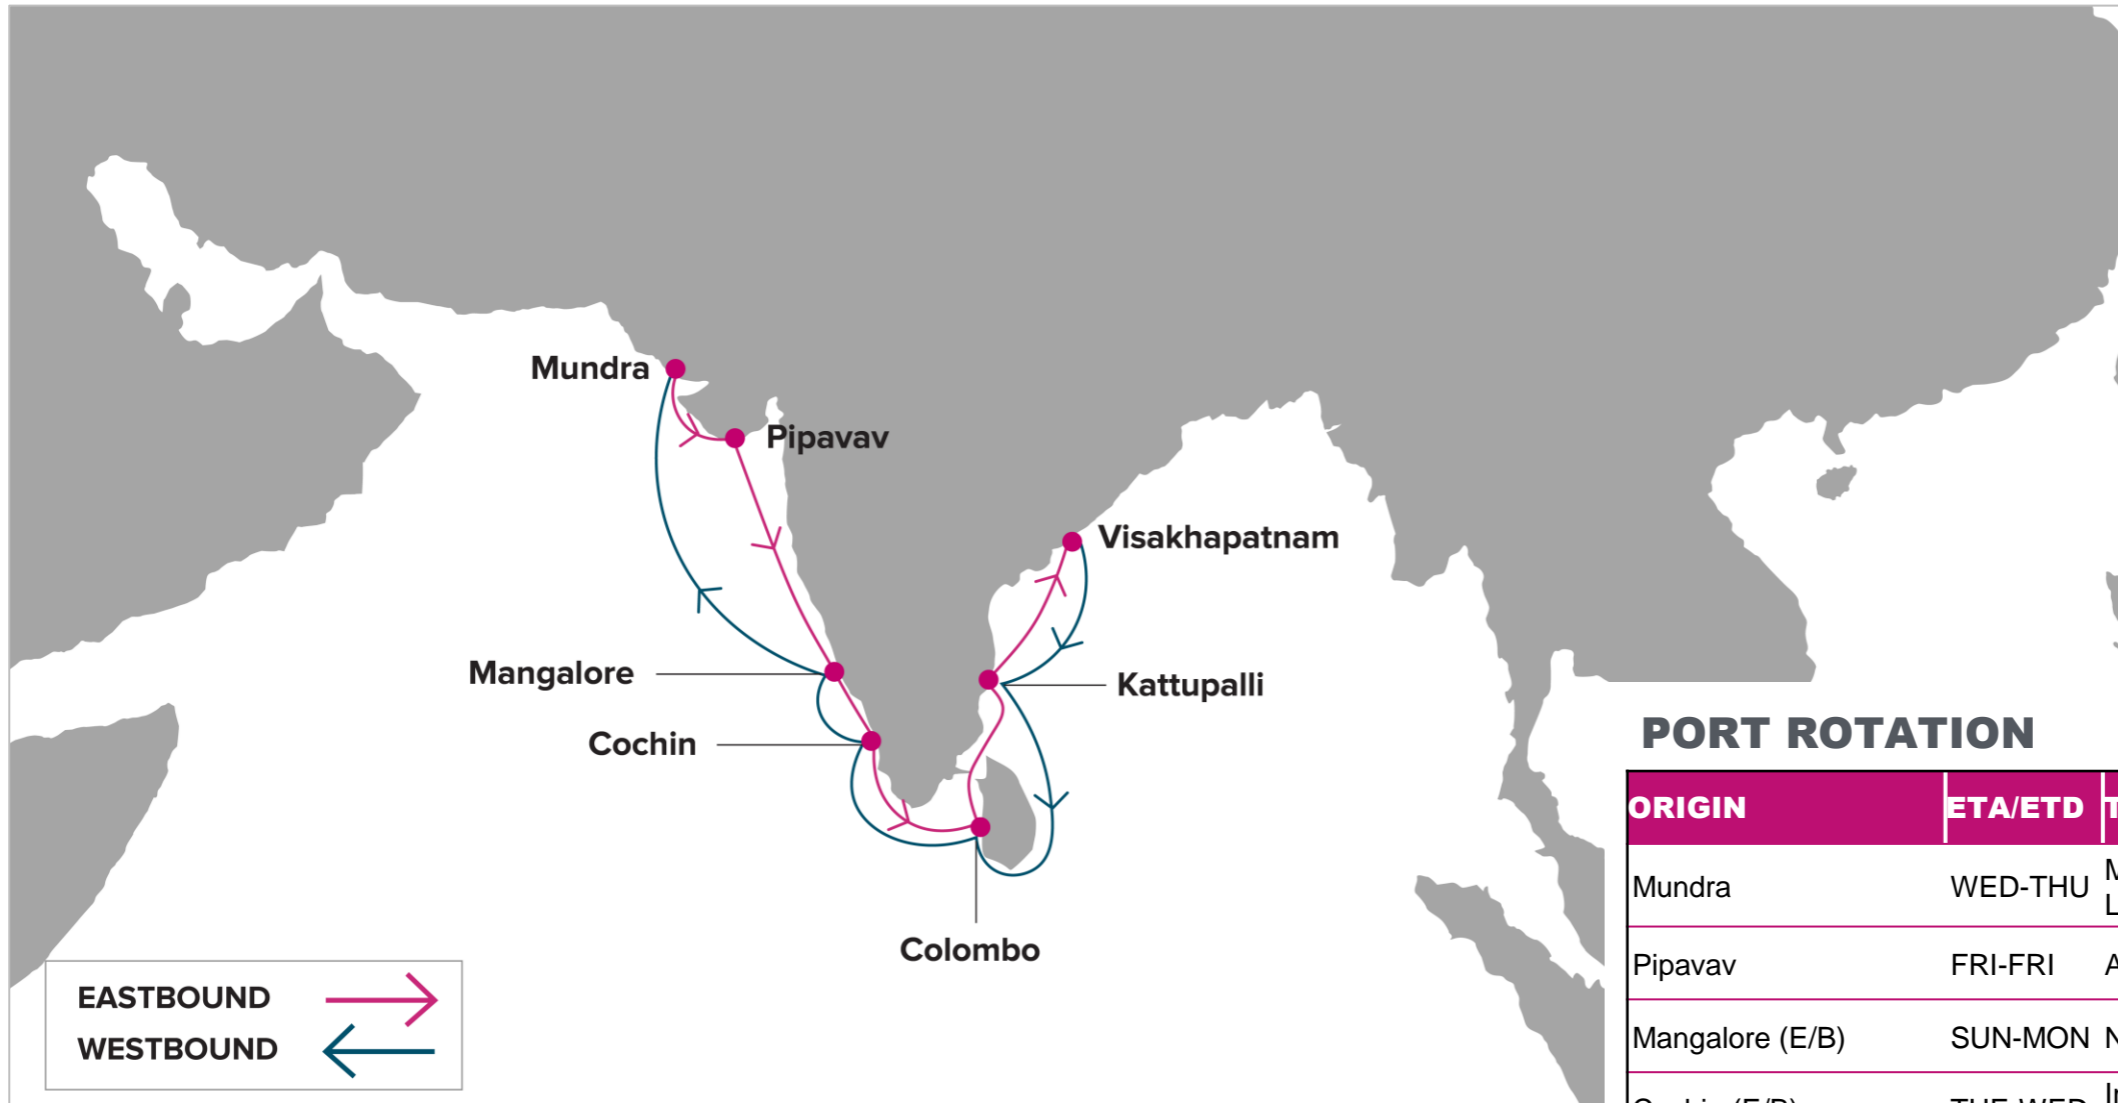 Mundra
Pipavav
Visakhapatnam
Mangalore
Kattupalli
Cochin
Colombo
EASTBOUND
WESTBOUND
PORT ROTATION
ORIGIN ETA/ETD T
Mundra WED-THU M
L
Pipavav FRI-FRI A
Mangalore (E/B) SUN-MON N
(E/B)